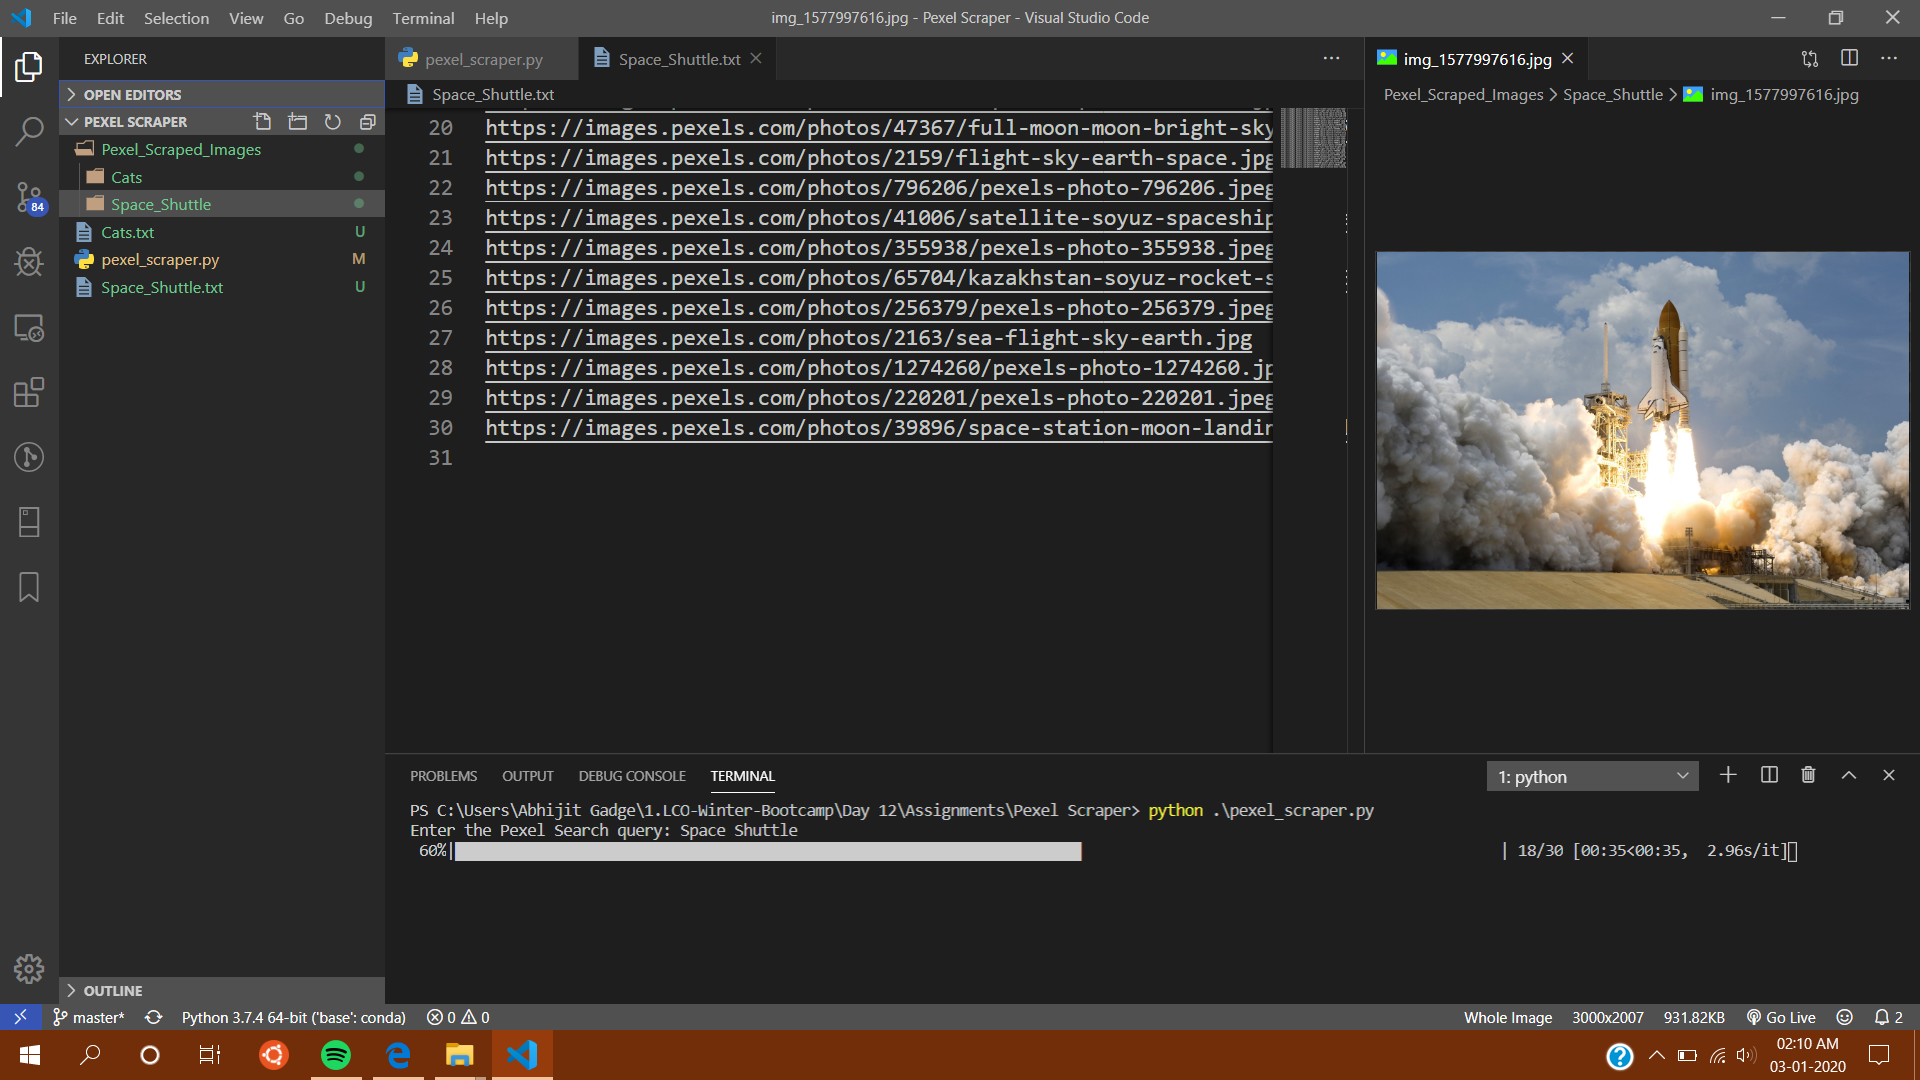 File Edit Selection View Go Debug Terminal Help
img_1577997616.jpg - Pexel Scraper - Visual Studio Code
EXPLORER
OPEN EDITORS
PEXEL SCRAPER
Pexel_Scraped_Images
Cats
Space_Shuttle
Cats.txt U
pexel_scraper.py M
Space_Shuttle.txt U
84
OUTLINE
pexel_scraper.py Space_Shuttle.txt
Space_Shuttle.txt
20 https://images.pexels.com/photos/47367/full-moon-moon-bright-sky
21 https://images.pexels.com/photos/2159/flight-sky-earth-space.jpg
22 https://images.pexels.com/photos/796206/pexels-photo-796206.jpeg
23 https://images.pexels.com/photos/41006/satellite-soyuz-spaceship
24 https://images.pexels.com/photos/355938/pexels-photo-355938.jpeg
25 https://images.pexels.com/photos/65704/kazakhstan-soyuz-rocket-s
26 https://images.pexels.com/photos/256379/pexels-photo-256379.jpeg
27 https://images.pexels.com/photos/2163/sea-flight-sky-earth.jpg
28 https://images.pexels.com/photos/1274260/pexels-photo-1274260.jp
29 https://images.pexels.com/photos/220201/pexels-photo-220201.jpeg
30 https://images.pexels.com/photos/39896/space-station-moon-landin
31
img_1577997616.jpg
Pexel_Scraped_Images > Space_Shuttle > img_1577997616.jpg
PROBLEMS OUTPUT DEBUG CONSOLE TERMINAL
1: python
PS C:\Users\Abhijit Gadge\1.LCO-Winter-Bootcamp\Day 12\Assignments\Pexel Scraper> python .\pexel_scraper.py
Enter the Pexel Search query: Space Shuttle
60%| | 18/30 [00:35<00:35, 2.96s/it]
master* Python 3.7.4 64-bit ('base': conda) 0 0
Whole Image 3000x2007 931.82KB Go Live 2
02:10 AM
03-01-2020